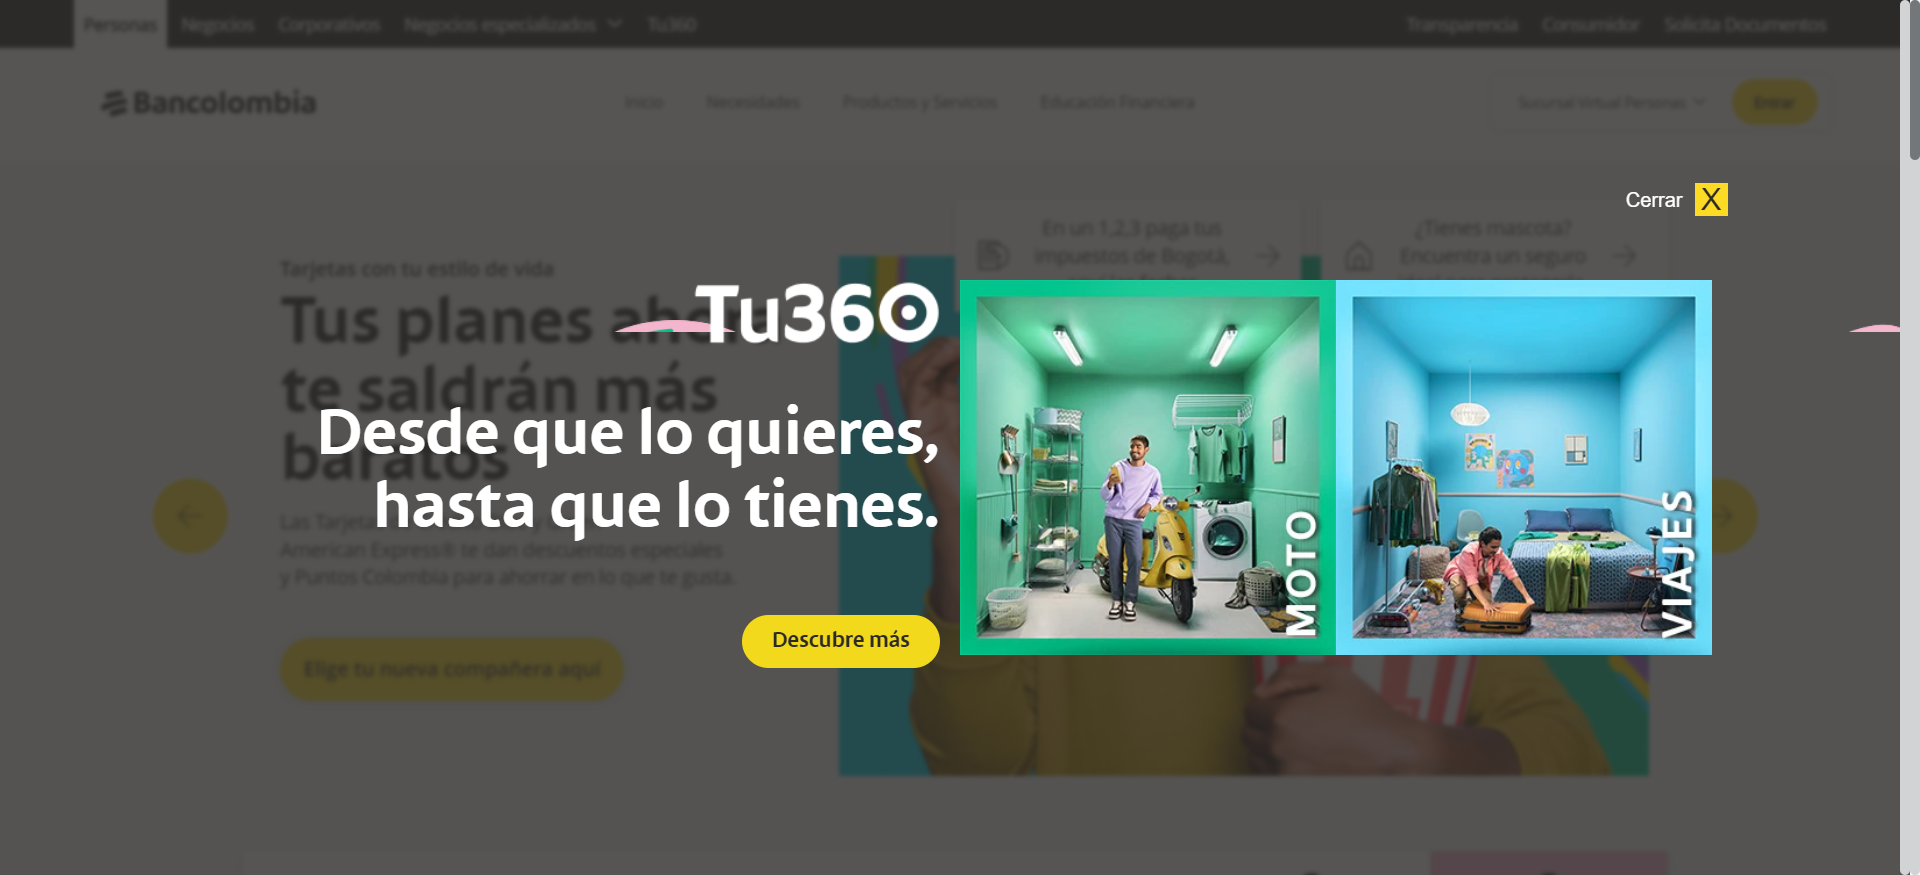 Personas Negocios Corporativos Negocios especializados Tu360 Transparencia Consumidor Solicita Documentos
Bancolombia Inicio Necesidades Productos y Servicios Educación Financiera Sucursal Virtual Personas Entrar
Cerrar X
En un 1,2,3 paga tus
impuestos de Bogotá,
¿Tienes mascota?
Encuentra un seguro
Tarjetas con tu estilo de vida
Tus planes ahora
te saldrán más
baratos
Las Tarjetas
American Express® te dan descuentos especiales
y Puntos Colombia para ahorrar en lo que te gusta.
Elige tu nueva compañera aquí
Tu360
Desde que lo quieres,
hasta que lo tienes.
Descubre más
MOTO
VIAJES